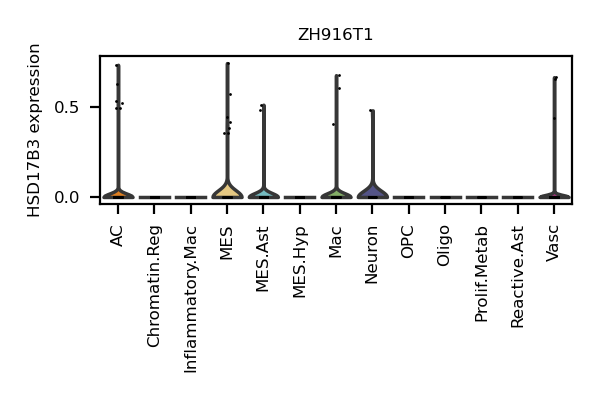 ZH916T1
HSD17B3 expression
0.5
0.0
AC
Chromatin.Reg
Inflammatory.Mac
MES
MES.Ast
MES.Hyp
Mac
Neuron
OPC
Oligo
Prolif.Metab
Reactive.Ast
Vasc